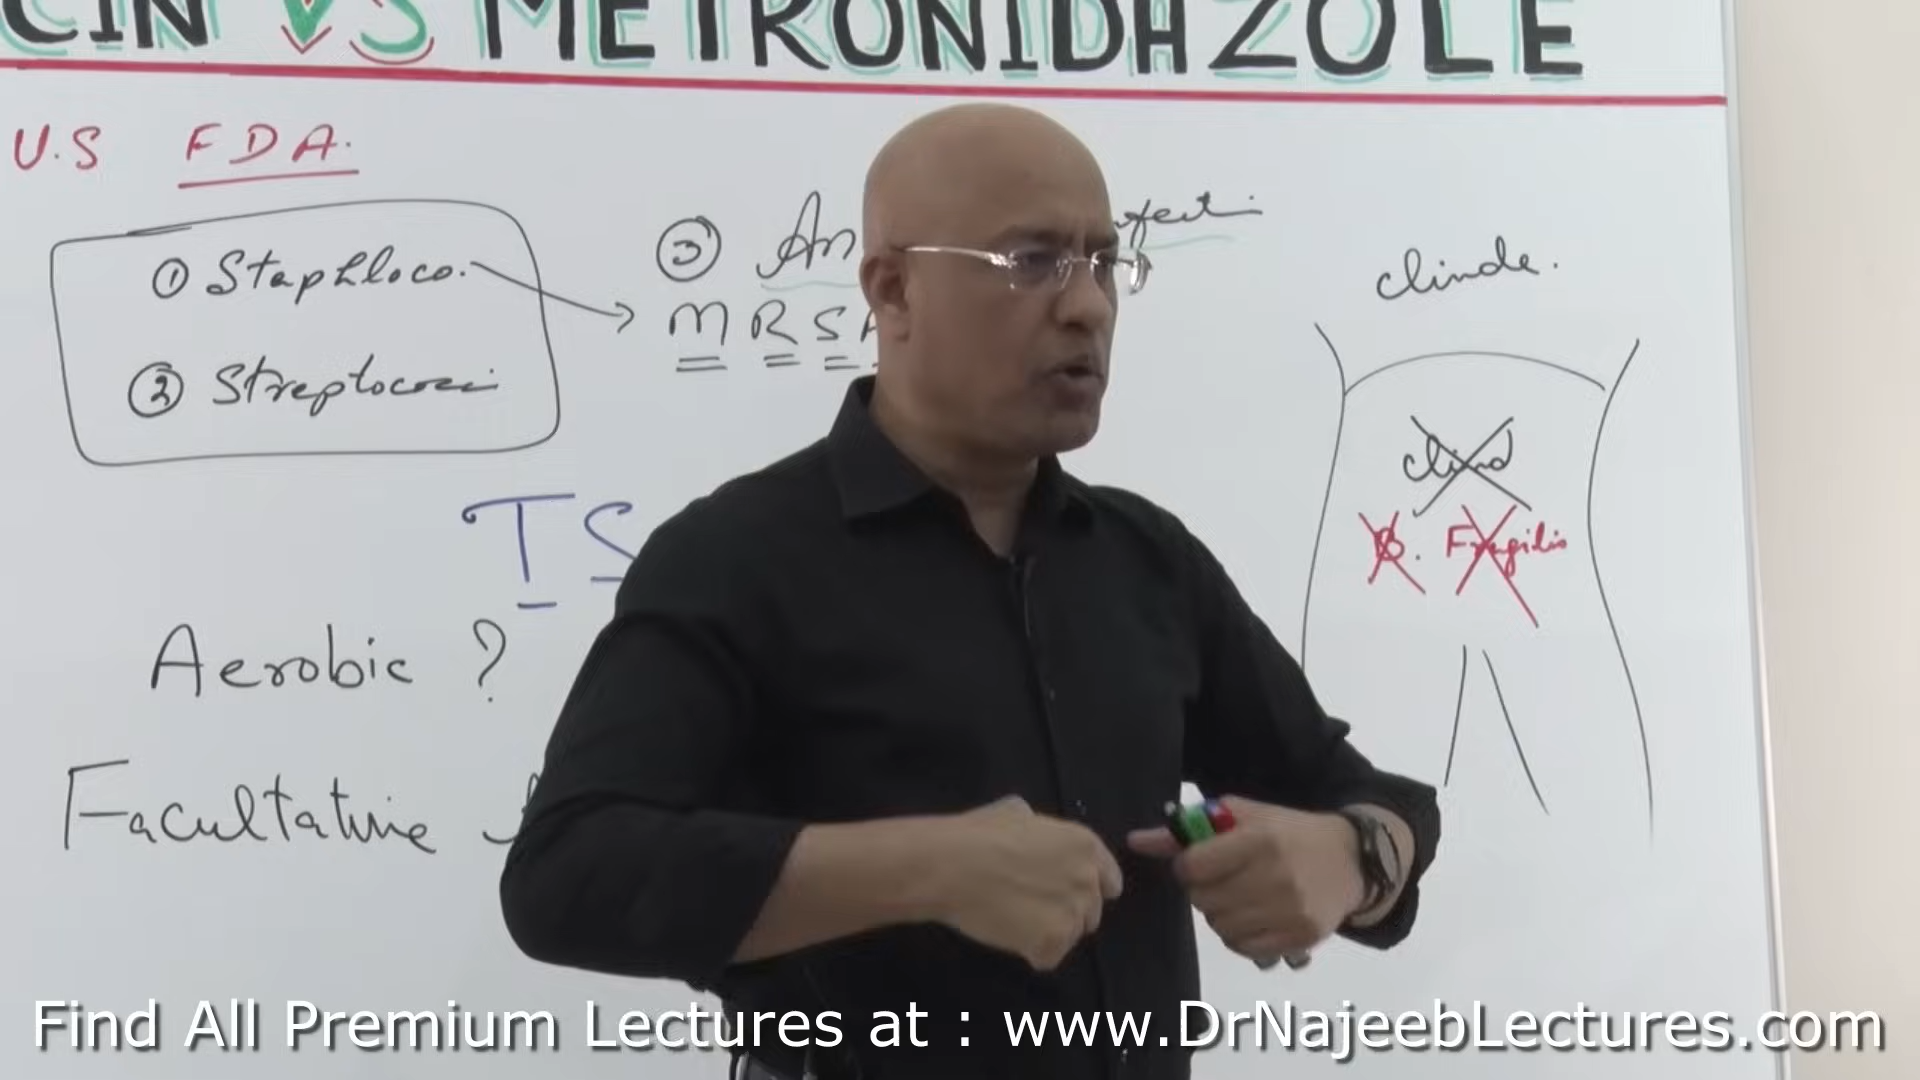 CIN VS METRONIDAZOLE
U.S FDA.
① Staphloco.
② Streptococci
③ An
MRSA
TS
Aerobic ?
Facultative
clinda.
clind
B. Fragilis
Find All Premium Lectures at : www.DrNajeebLectures.com